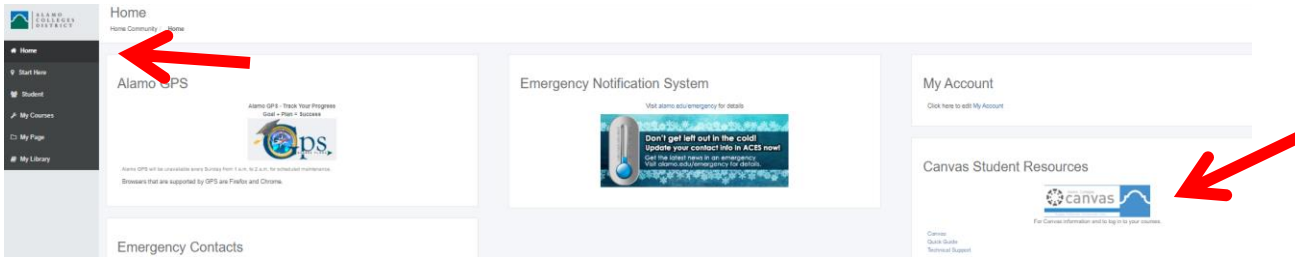 ALAMO
COLLEGES
DISTRICT
Home
Home Community Home
Home
Start Here
Student
My Courses
My Page
My Library
Alamo GPS
Alamo GPS - Track Your Progress
Goal + Plan = Success
Gps
Alamo GPS will be unavailable every Sunday from 1 a.m. to 2 a.m. for scheduled maintenance.
Browsers that are supported by GPS are Firefox and Chrome.
Emergency Contacts
Emergency Notification System
Visit alamo.edu/emergency for details
Don't get left out in the cold!
Update your contact info in ACES now!
Get the latest news in an emergency
Visit alamo.edu/emergency for details.
My Account
Click here to edit My Account
Canvas Student Resources
canvas
For Canvas information and to log in to your courses.
Canvas
Quick Guide
Technical Support